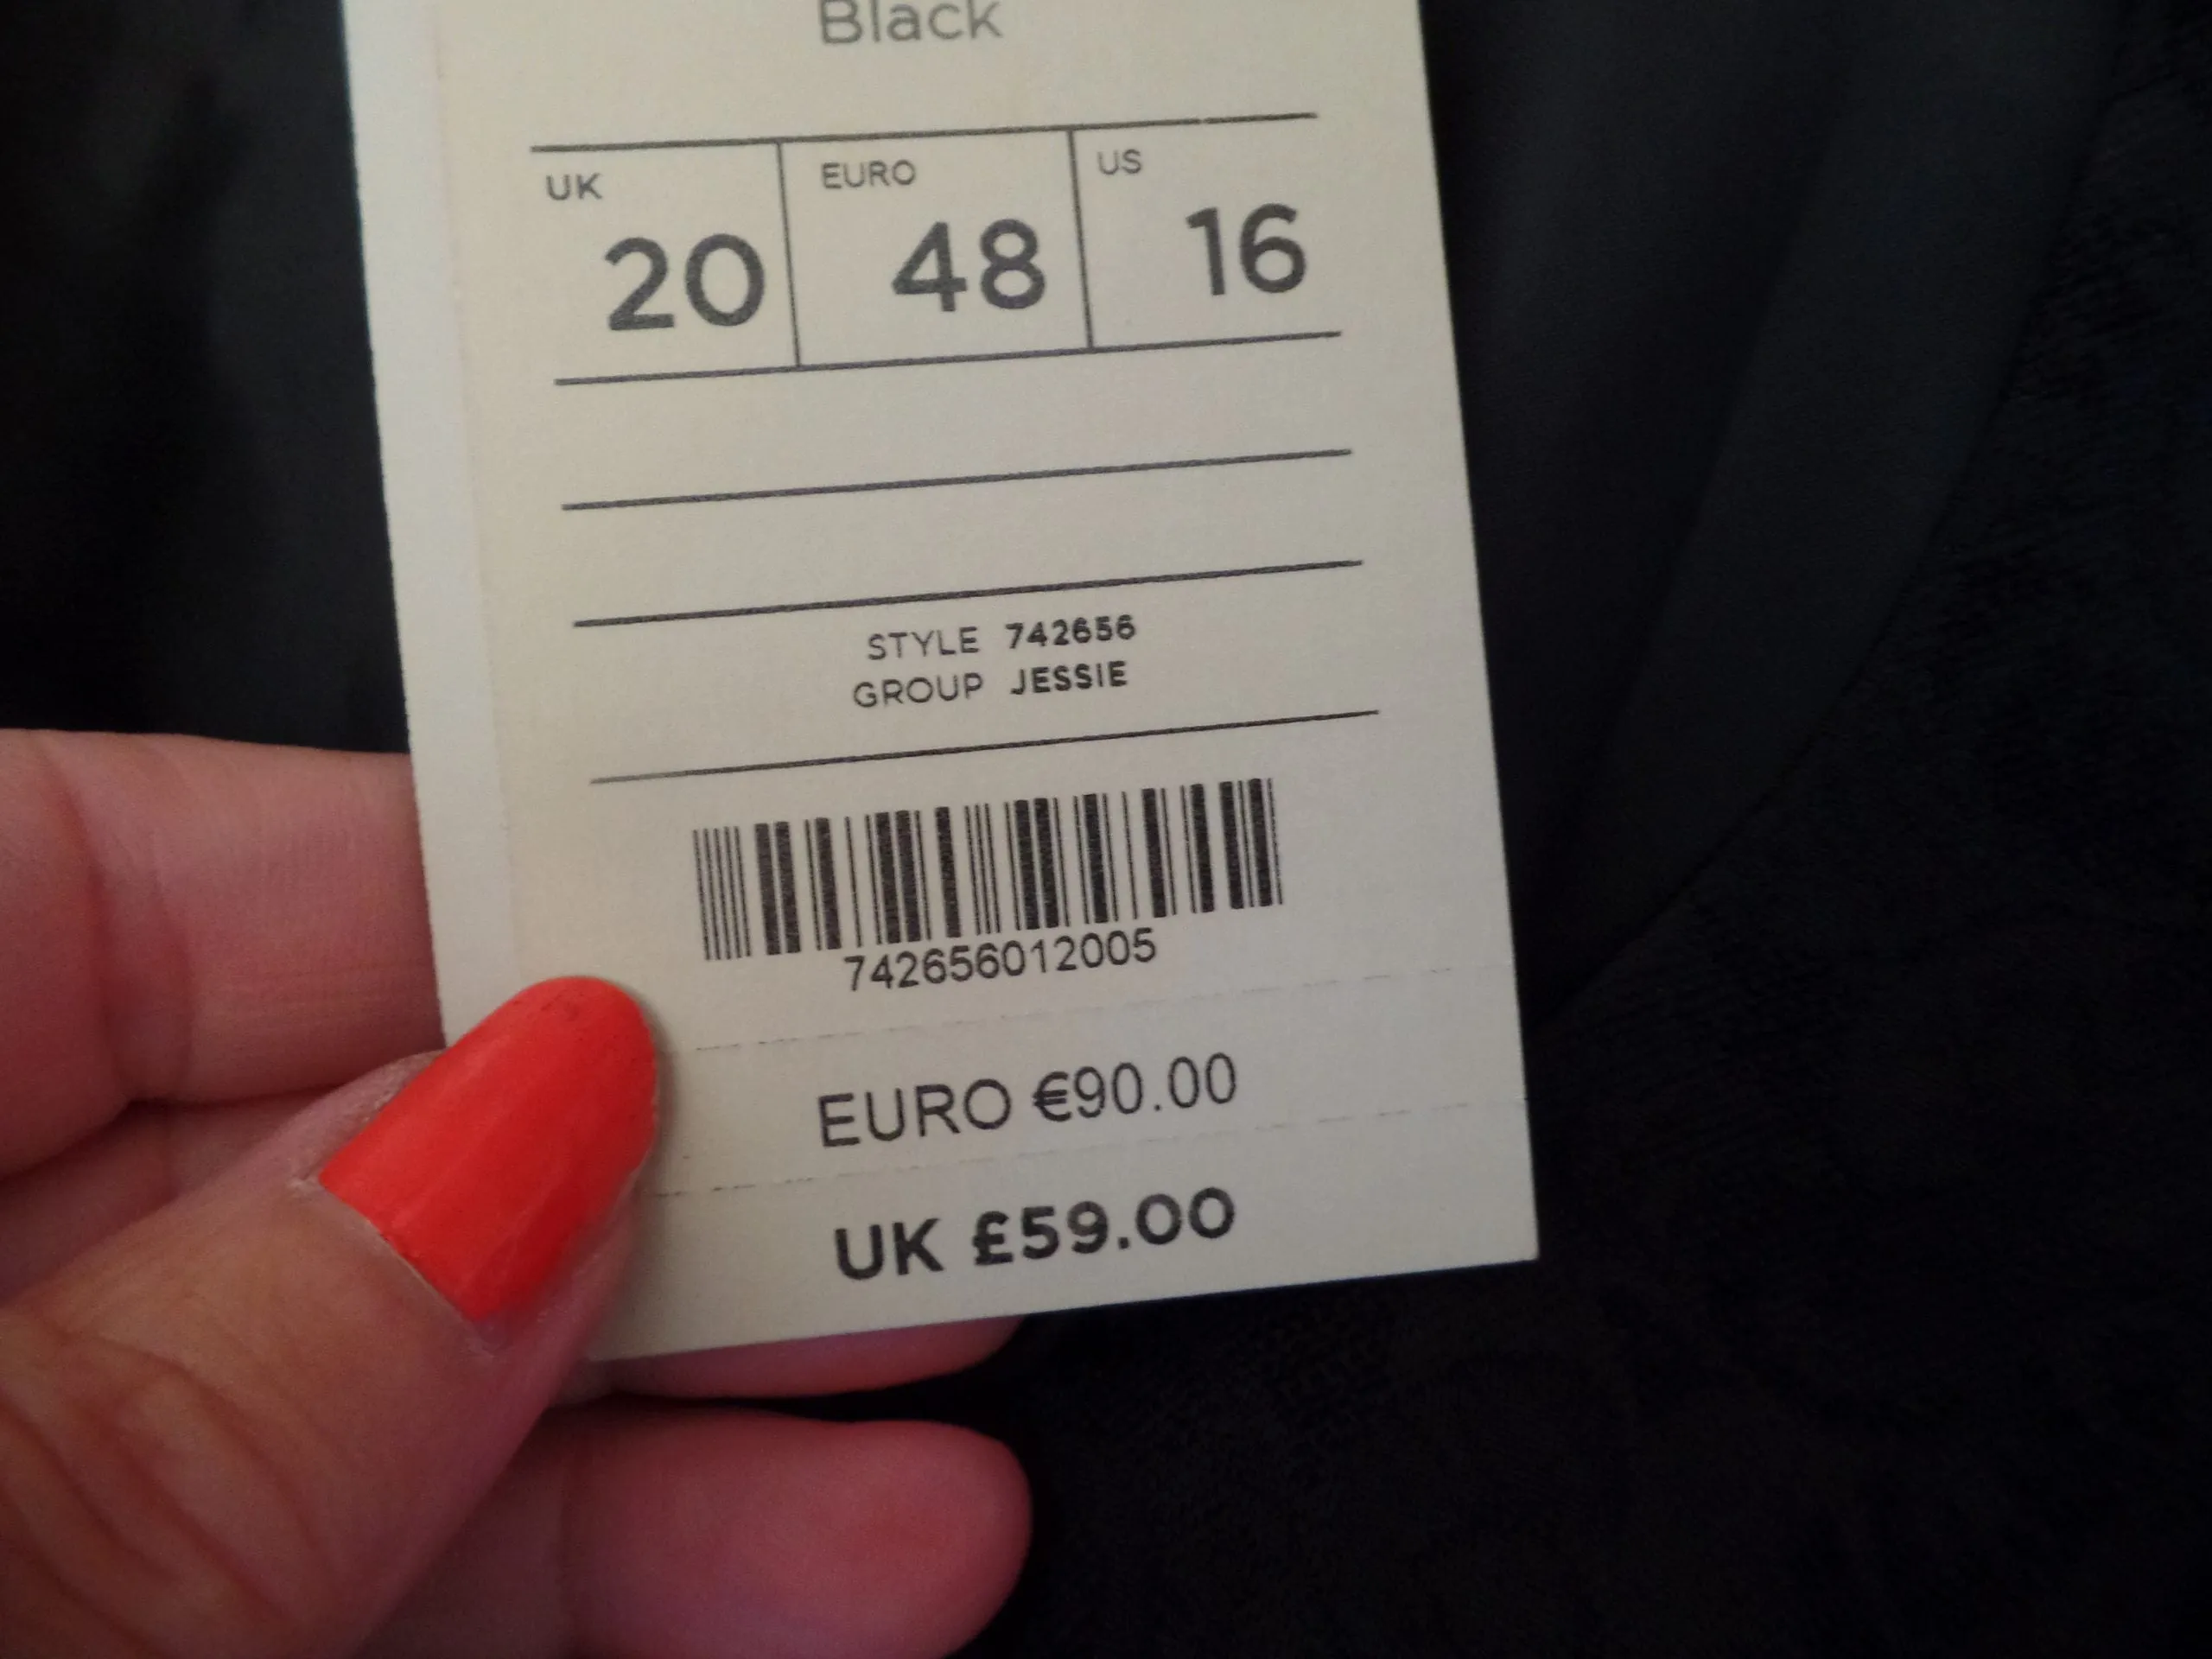 Black
UK EURO US
20 48 16
STYLE 742656
GROUP JESSIE
742656012005
EURO €90.00
UK £59.00